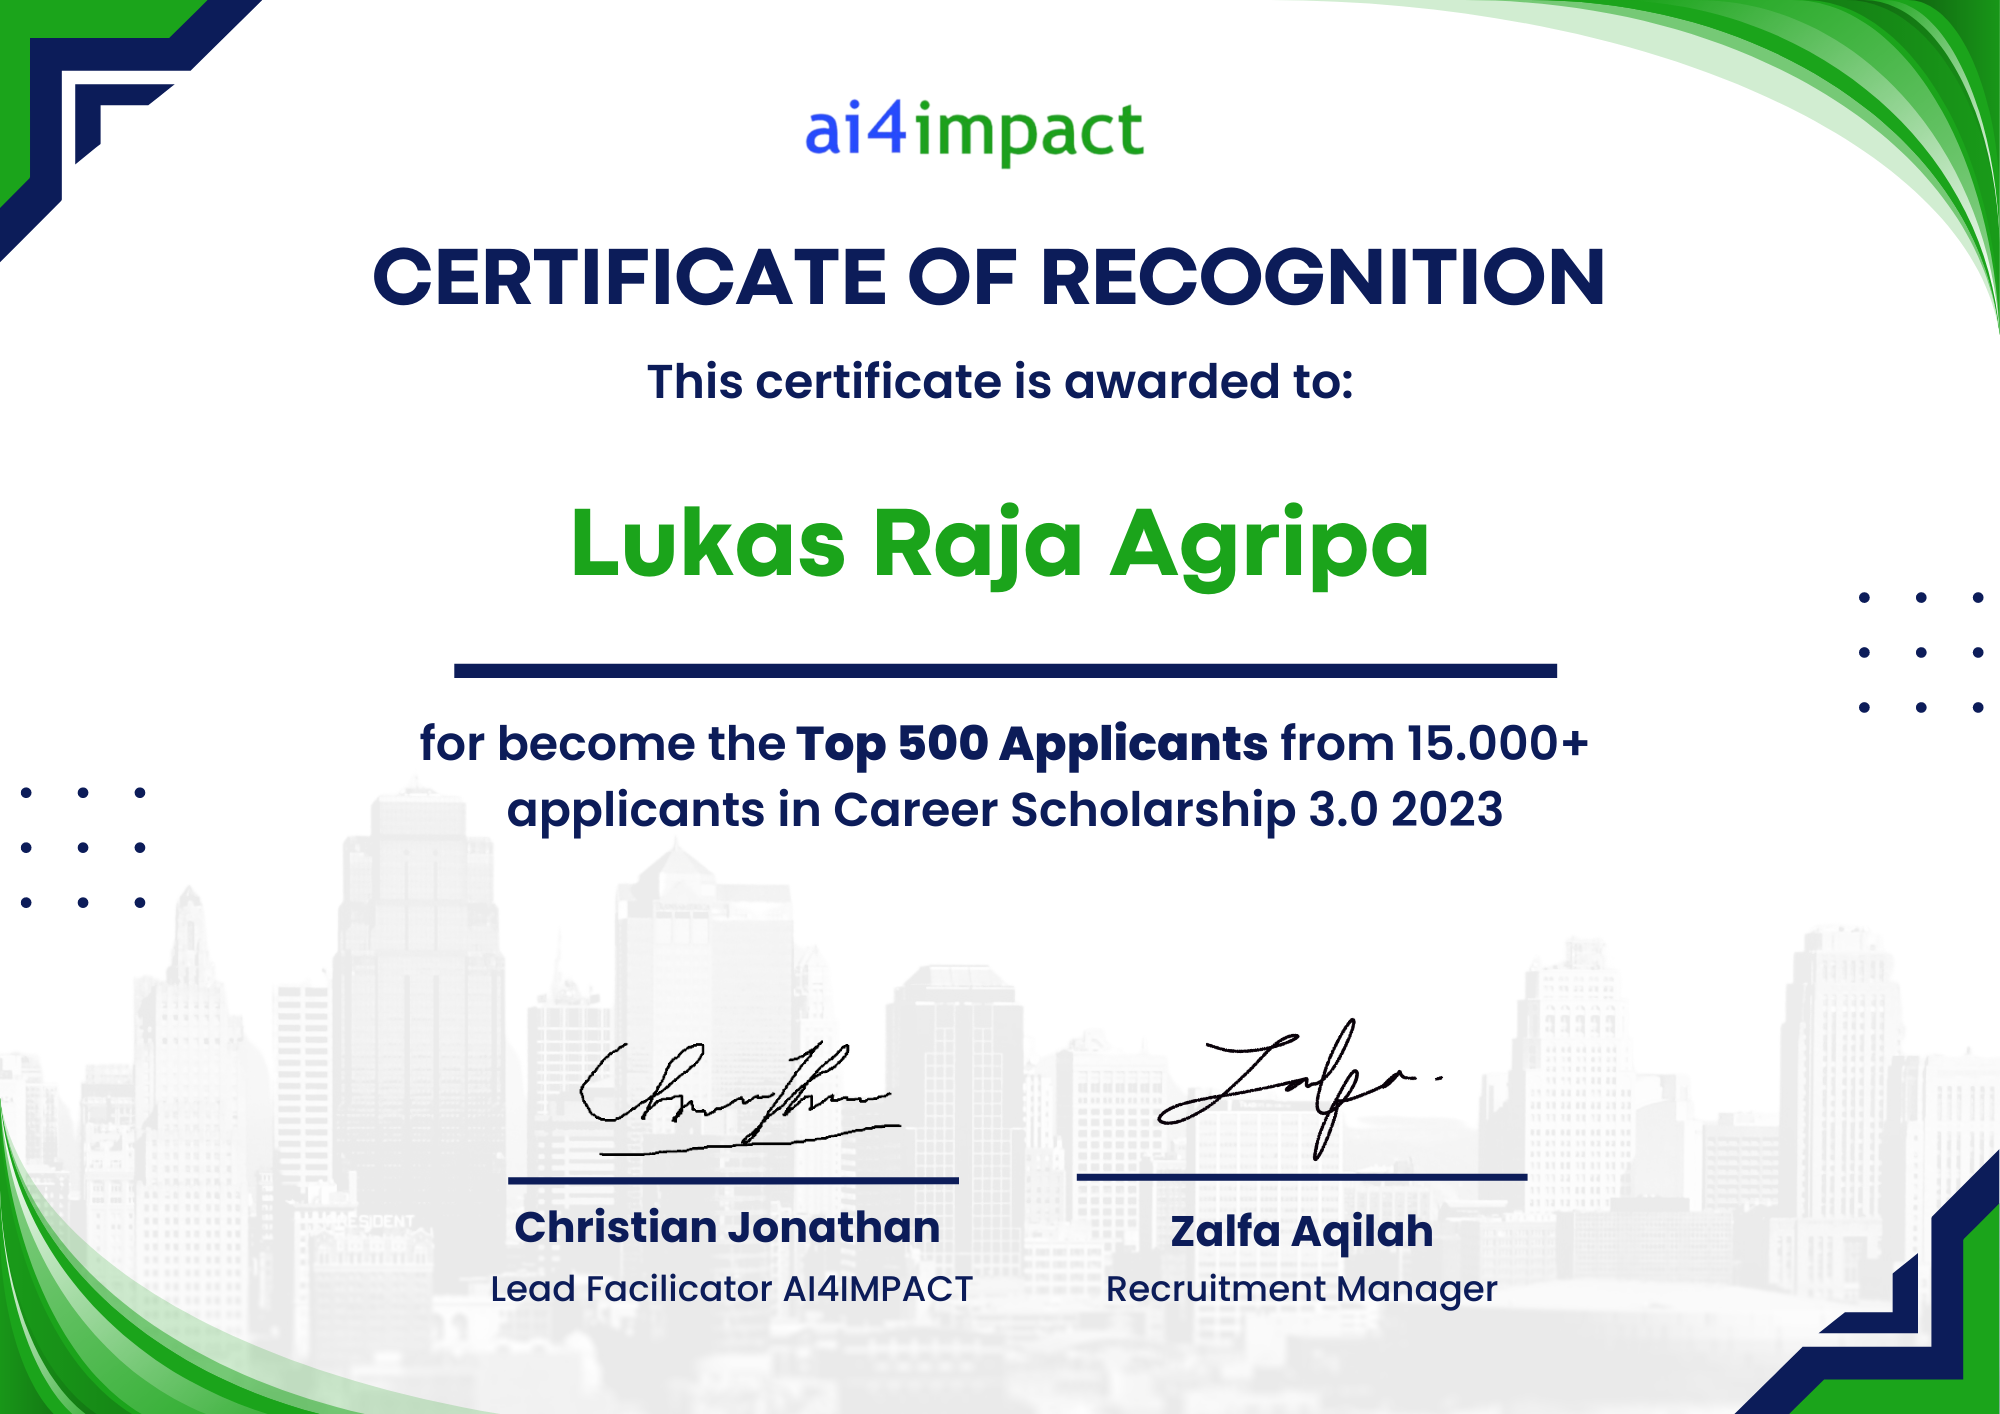 ai4impact
CERTIFICATE OF RECOGNITION
This certificate is awarded to:
Lukas Raja Agripa
for become the Top 500 Applicants from 15.000+
applicants in Career Scholarship 3.0 2023
Christian Jonathan
Zalfa Aqilah
Lead Facilicator AI4IMPACT
Recruitment Manager